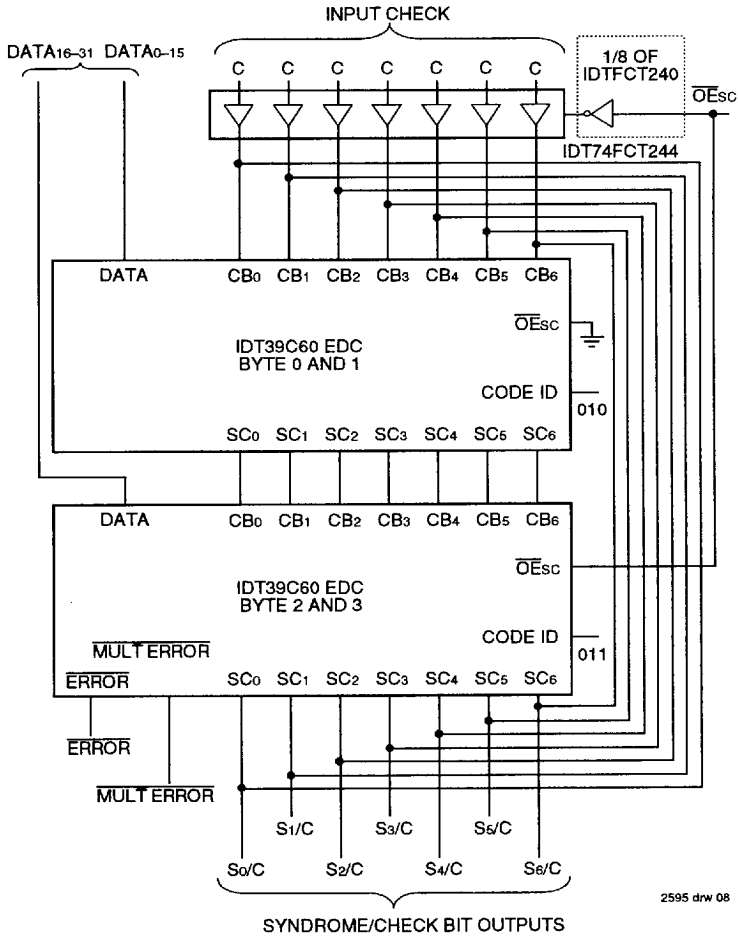 INPUT CHECK
DATA16–31 DATA0–15
C C C C C C C
1/8 OF
IDTFCT240
OESC
IDT74FCT244
DATA CB0 CB1 CB2 CB3 CB4 CB5 CB6
OESC
IDT39C60 EDC
BYTE 0 AND 1
CODE ID
010
SC0 SC1 SC2 SC3 SC4 SC5 SC6
DATA CB0 CB1 CB2 CB3 CB4 CB5 CB6
OESC
IDT39C60 EDC
BYTE 2 AND 3
CODE ID
011
MULT ERROR
ERROR
SC0 SC1 SC2 SC3 SC4 SC5 SC6
ERROR
MULT ERROR
S1/C S3/C S5/C
S0/C S2/C S4/C S6/C
2595 drw 08
SYNDROME/CHECK BIT OUTPUTS